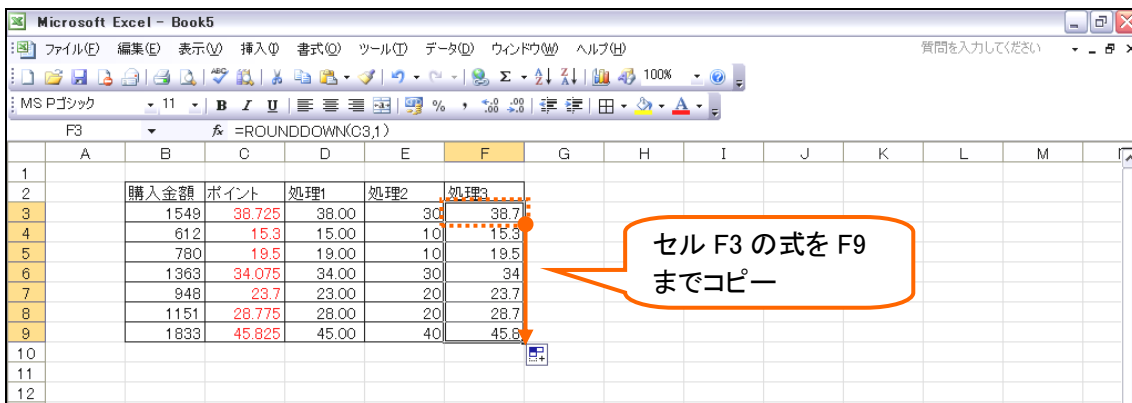 Microsoft Excel - Book5
ファイル(F) 編集(E) 表示(V) 挿入(I) 書式(O) ツール(T) データ(D) ウィンドウ(W) ヘルプ(H) 質問を入力してください
100%
MS Pゴシック 11 B I U
F3 fx =ROUNDDOWN(C3,1)
A B C D E F G H I J K L M
1
2 購入金額 ポイント 処理1 処理2 処理3
3 1549 38.725 38.00 30 38.7
4 612 15.3 15.00 10 15.3
5 780 19.5 19.00 10 19.5
6 1363 34.075 34.00 30 34
7 948 23.7 23.00 20 23.7
8 1151 28.775 28.00 20 28.7
9 1833 45.825 45.00 40 45.8
10
11
12
セル F3 の式を F9
までコピー